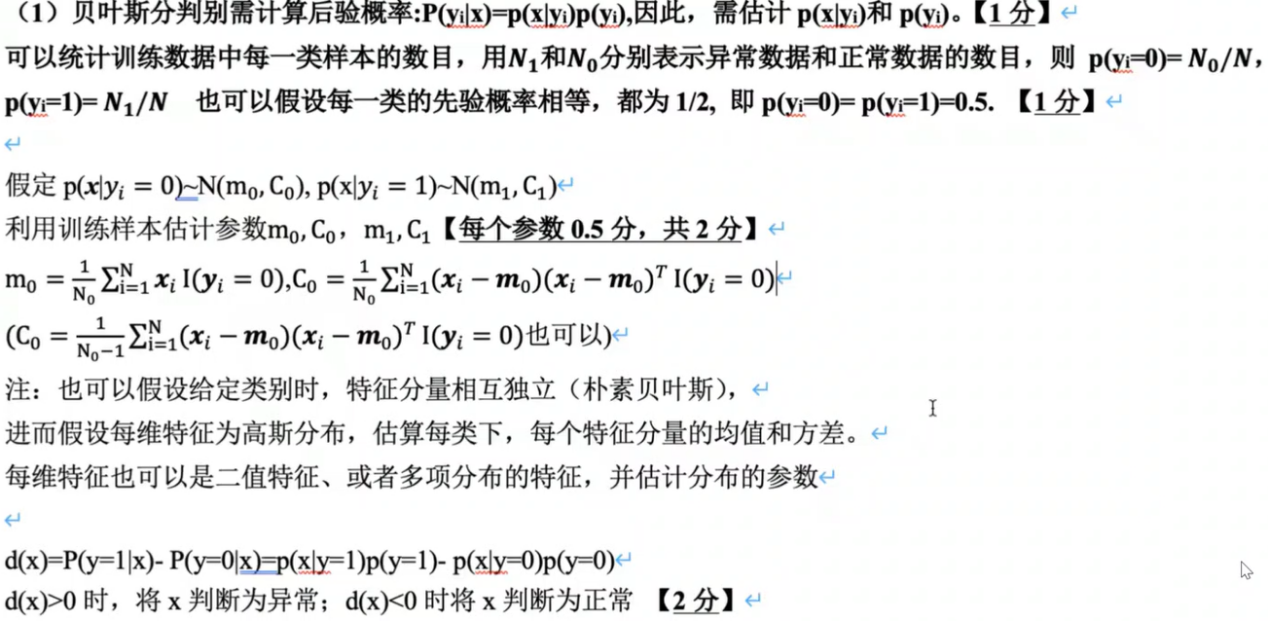 （1）贝叶斯分判别需计算后验概率:P(yᵢ|x)=p(x|yᵢ)p(yᵢ),因此，需估计 p(x|yᵢ)和 p(yᵢ)。【1 分】
可以统计训练数据中每一类样本的数目，用N₁和N₀分别表示异常数据和正常数据的数目，则 p(yᵢ=0)= N₀/N,
p(yᵢ=1)= N₁/N 也可以假设每一类的先验概率相等，都为 1/2, 即 p(yᵢ=0)= p(yᵢ=1)=0.5. 【1 分】
假定 p(x|yᵢ = 0)~N(m₀, C₀), p(x|yᵢ = 1)~N(m₁, C₁)
利用训练样本估计参数m₀, C₀，m₁, C₁【每个参数 0.5 分，共 2 分】
m₀ = 1/N₀ ∑ᵢ₌₁ᴺ xᵢ I(yᵢ = 0),C₀ = 1/N₀ ∑ᵢ₌₁ᴺ(xᵢ − m₀)(xᵢ − m₀)ᵀ I(yᵢ = 0)
(C₀ = 1/(N₀−1) ∑ᵢ₌₁ᴺ(xᵢ − m₀)(xᵢ − m₀)ᵀ I(yᵢ = 0)也可以)
注：也可以假设给定类别时，特征分量相互独立（朴素贝叶斯），
进而假设每维特征为高斯分布，估算每类下，每个特征分量的均值和方差。
每维特征也可以是二值特征、或者多项分布的特征，并估计分布的参数
d(x)=P(y=1|x)- P(y=0|x)=p(x|y=1)p(y=1)- p(x|y=0)p(y=0)
d(x)>0 时，将 x 判断为异常；d(x)<0 时将 x 判断为正常 【2 分】